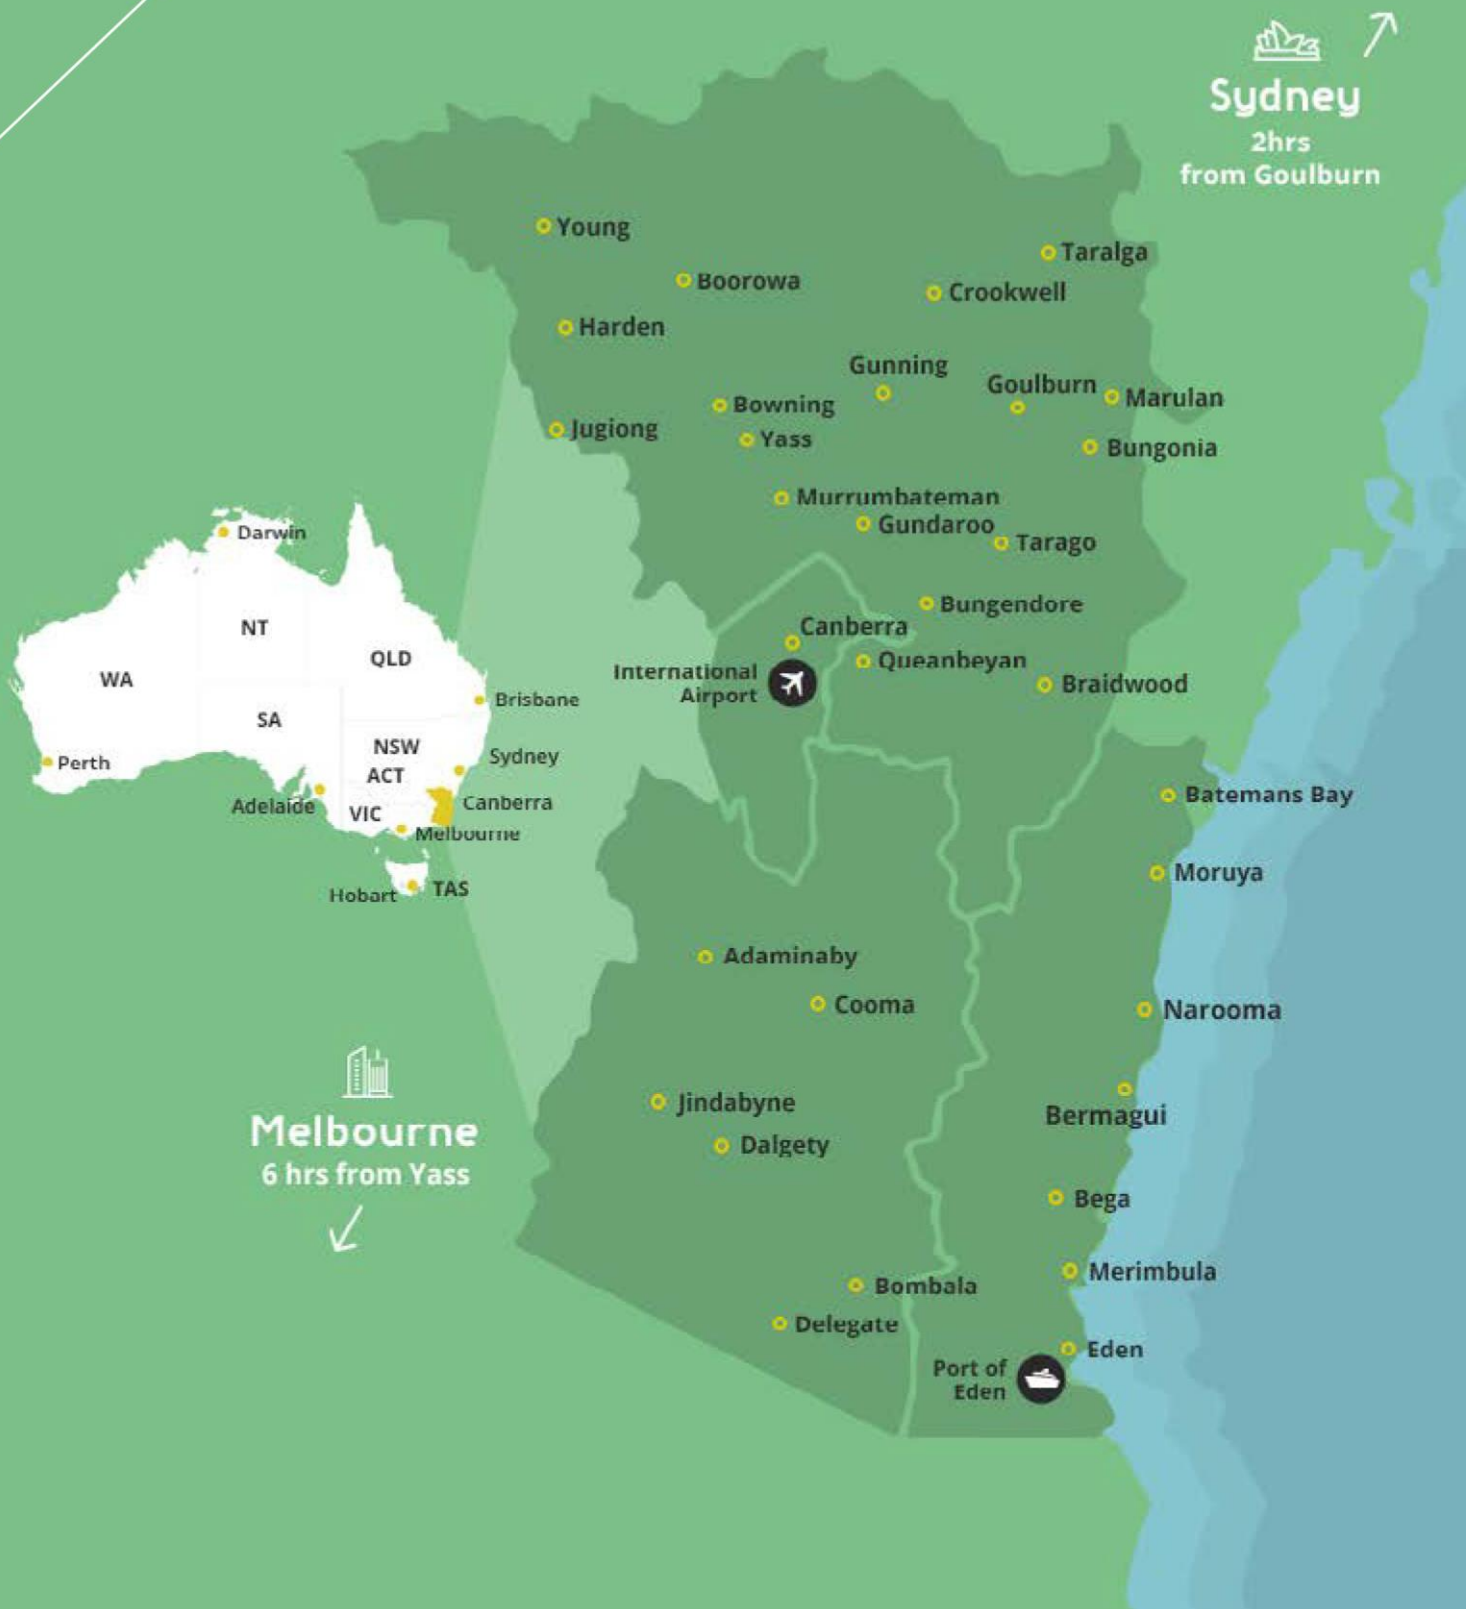 Sydney
2hrs
from Goulburn
Young
Taralga
Boorowa
Crookwell
Harden
Gunning
Goulburn
Marulan
Bowning
Jugiong
Yass
Bungonia
Murrumbateman
Gundaroo
Tarago
Bungendore
Canberra
Queanbeyan
International
Airport
Braidwood
Darwin
NT
QLD
WA
Brisbane
SA
NSW
Sydney
Perth
ACT
Adelaide
VIC
Canberra
Melbourne
Hobart
TAS
Batemans Bay
Moruya
Adaminaby
Cooma
Narooma
Jindabyne
Bermagui
Dalgety
Melbourne
6 hrs from Yass
Bega
Merimbula
Bombala
Delegate
Eden
Port of
Eden